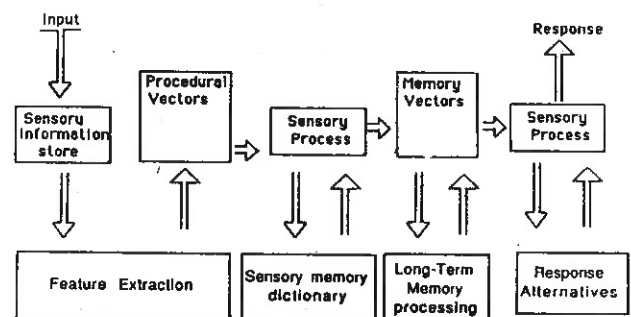 Input
Response
Sensory
Information
store
Procedural
Vectors
Sensory
Process
Memory
Vectors
Sensory
Process
Feature Extraction
Sensory memory
dictionary
Long-Term
Memory
processing
Response
Alternatives